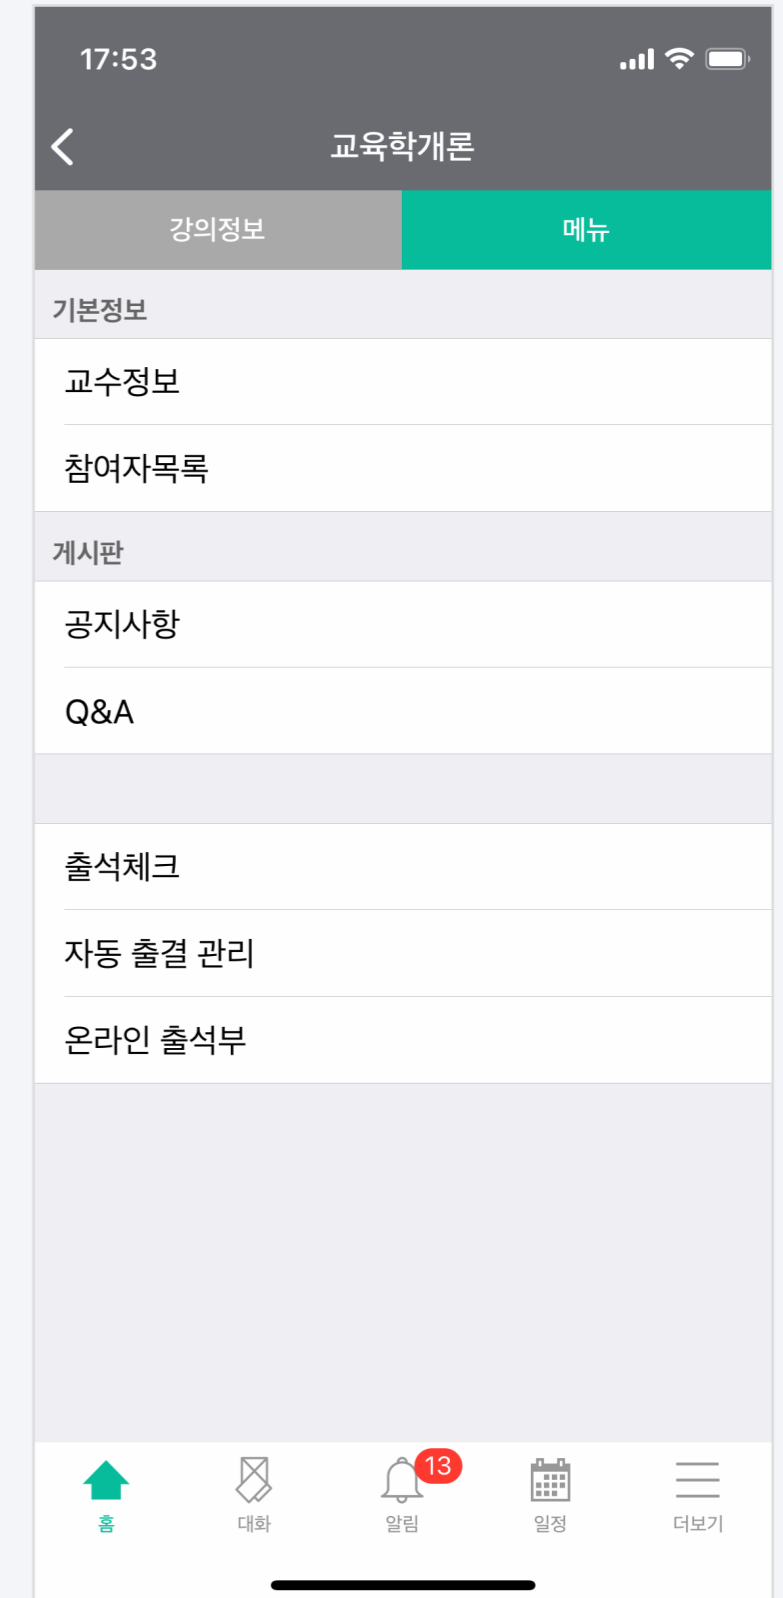 17:53
교육학개론
강의정보
메뉴
기본정보
교수정보
참여자목록
게시판
공지사항
Q&A
출석체크
자동 출결 관리
온라인 출석부
13
홈
대화
알림
일정
더보기